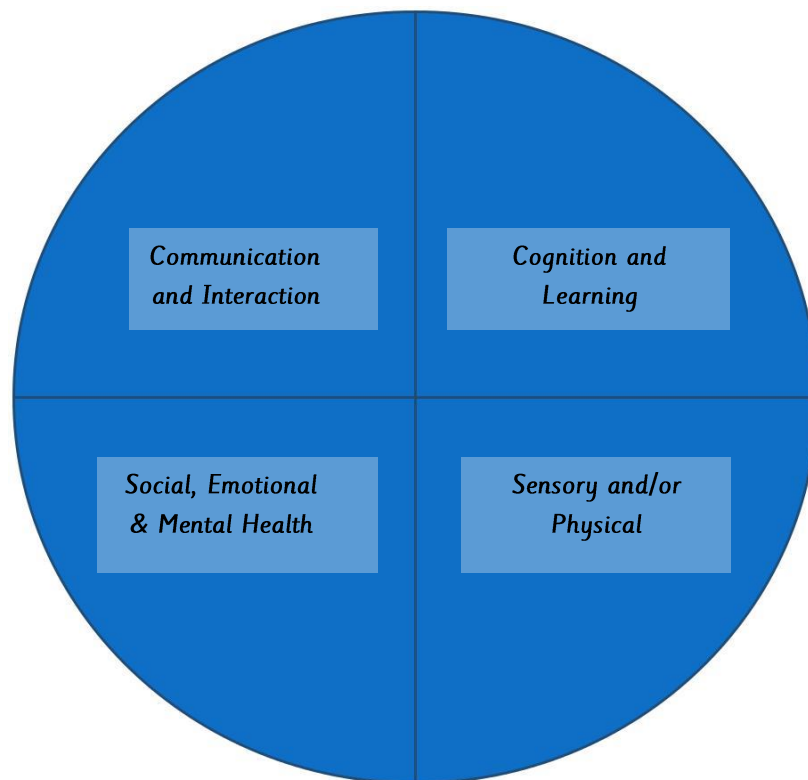 Communication
and Interaction
Cognition and
Learning
Social, Emotional
& Mental Health
Sensory and/or
Physical